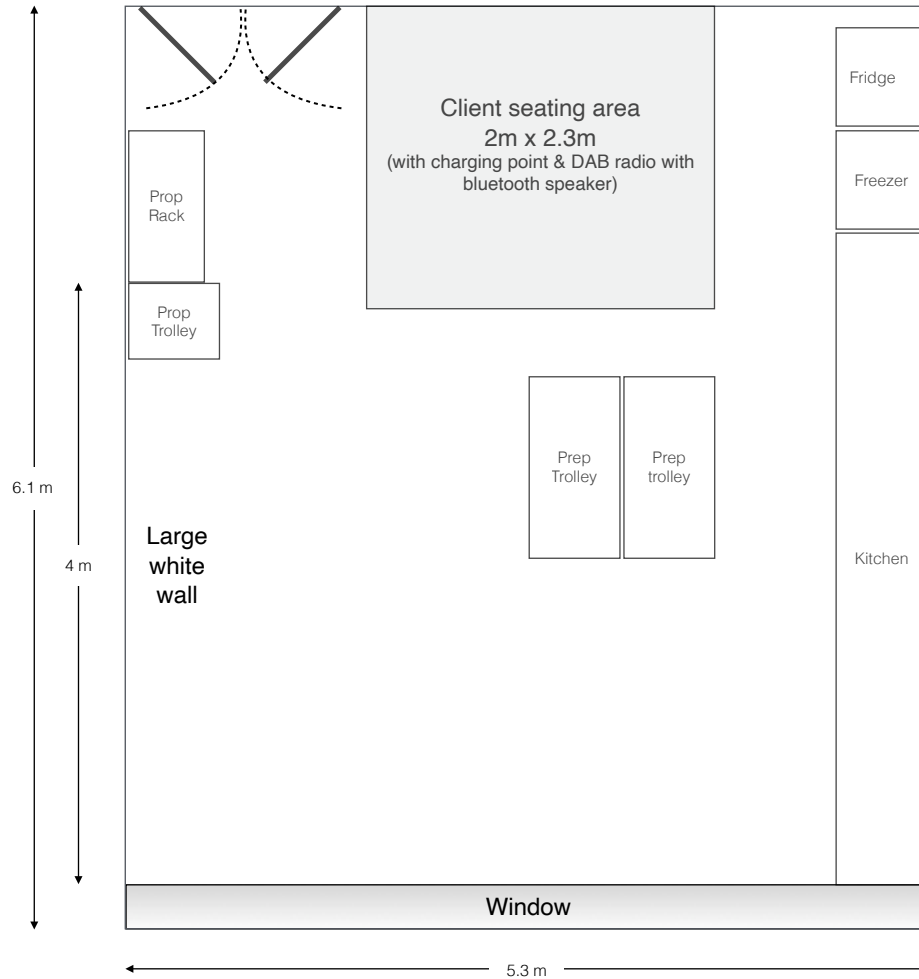 Client seating area
2m x 2.3m
(with charging point & DAB radio with
bluetooth speaker)
Fridge
Freezer
Prop
Rack
Prop
Trolley
Prep
Trolley
Prep
trolley
6.1 m
4 m
Large
white
wall
Kitchen
Window
5.3 m